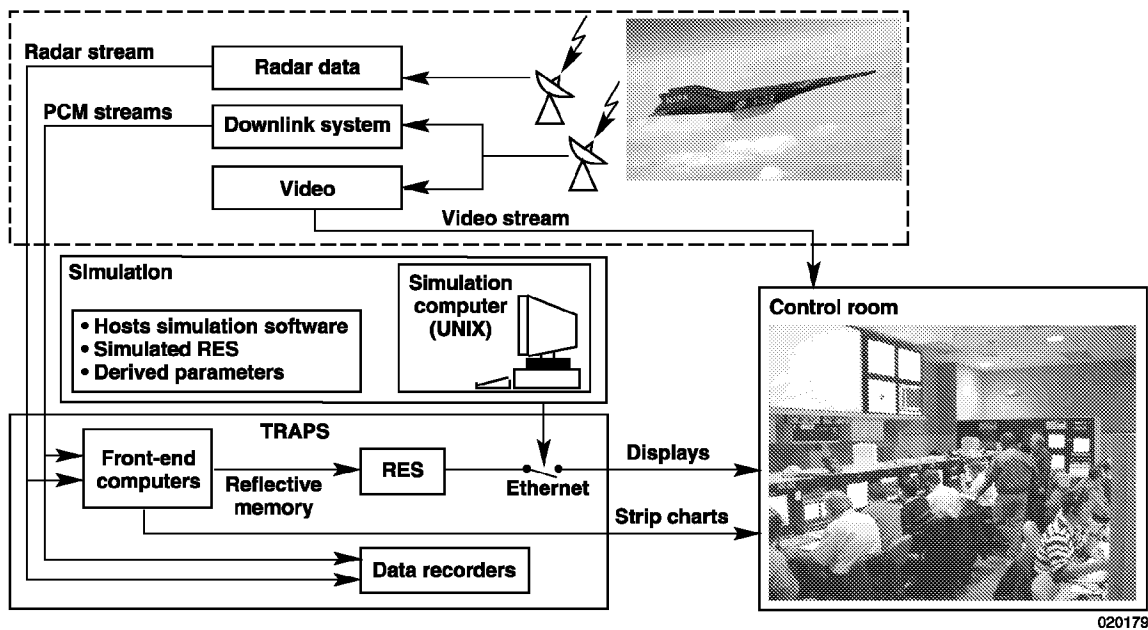 Radar stream
Radar data
PCM streams
Downlink system
Video
Video stream
Simulation
Simulation
computer
(UNIX)
• Hosts simulation software
• Simulated RES
• Derived parameters
Control room
TRAPS
Front-end
computers
Reflective
memory
RES
Ethernet
Displays
Strip charts
Data recorders
020179